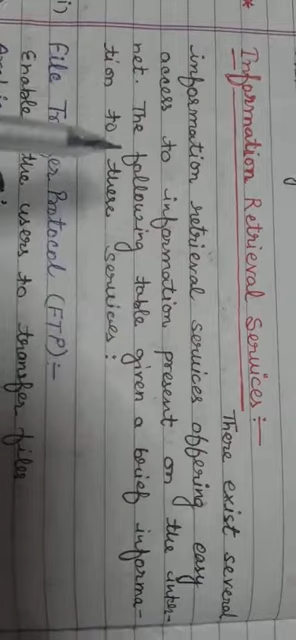 * Information Retrieval Services :-
There exist several
information retrieval services offering easy
access to information present on the inter-
net. The following table given a brief informa-
tion to these services :
i) File Protocol (FTP) :-
Enable the users to transfer files